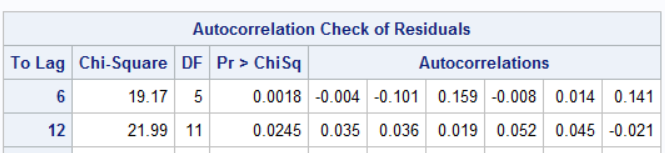 Autocorrelation Check of Residuals
To Lag Chi-Square DF Pr > ChiSq Autocorrelations
6 19.17 5 0.0018 -0.004 -0.101 0.159 -0.008 0.014 0.141
12 21.99 11 0.0245 0.035 0.036 0.019 0.052 0.045 -0.021